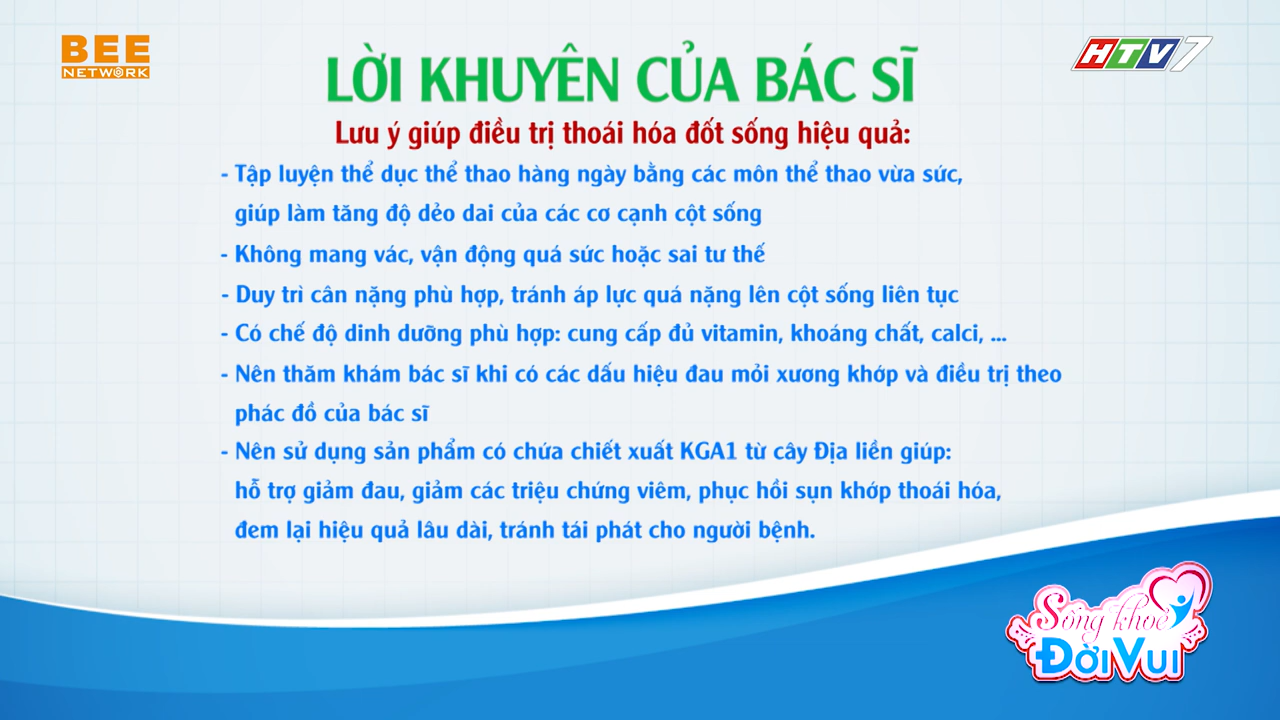 BEE
NETWORK
HTV7
LỜI KHUYÊN CỦA BÁC SĨ
Lưu ý giúp điều trị thoái hóa đốt sống hiệu quả:
- Tập luyện thể dục thể thao hàng ngày bằng các môn thể thao vừa sức,
giúp làm tăng độ dẻo dai của các cơ cạnh cột sống
- Không mang vác, vận động quá sức hoặc sai tư thế
- Duy trì cân nặng phù hợp, tránh áp lực quá nặng lên cột sống liên tục
- Có chế độ dinh dưỡng phù hợp: cung cấp đủ vitamin, khoáng chất, calci, ...
- Nên thăm khám bác sĩ khi có các dấu hiệu đau mỏi xương khớp và điều trị theo
phác đồ của bác sĩ
- Nên sử dụng sản phẩm có chứa chiết xuất KGA1 từ cây Địa liền giúp:
hỗ trợ giảm đau, giảm các triệu chứng viêm, phục hồi sụn khớp thoái hóa,
đem lại hiệu quả lâu dài, tránh tái phát cho người bệnh.
Sống khoẻ
ĐỜI VUI